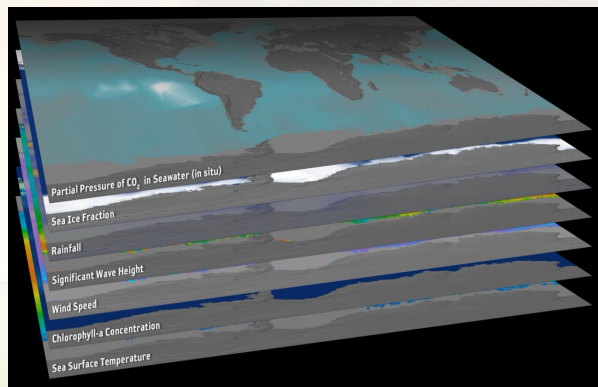 Partial Pressure of CO₂ in Seawater (in situ)
Sea Ice Fraction
Rainfall
Significant Wave Height
Wind Speed
Chlorophyll-a Concentration
Sea Surface Temperature